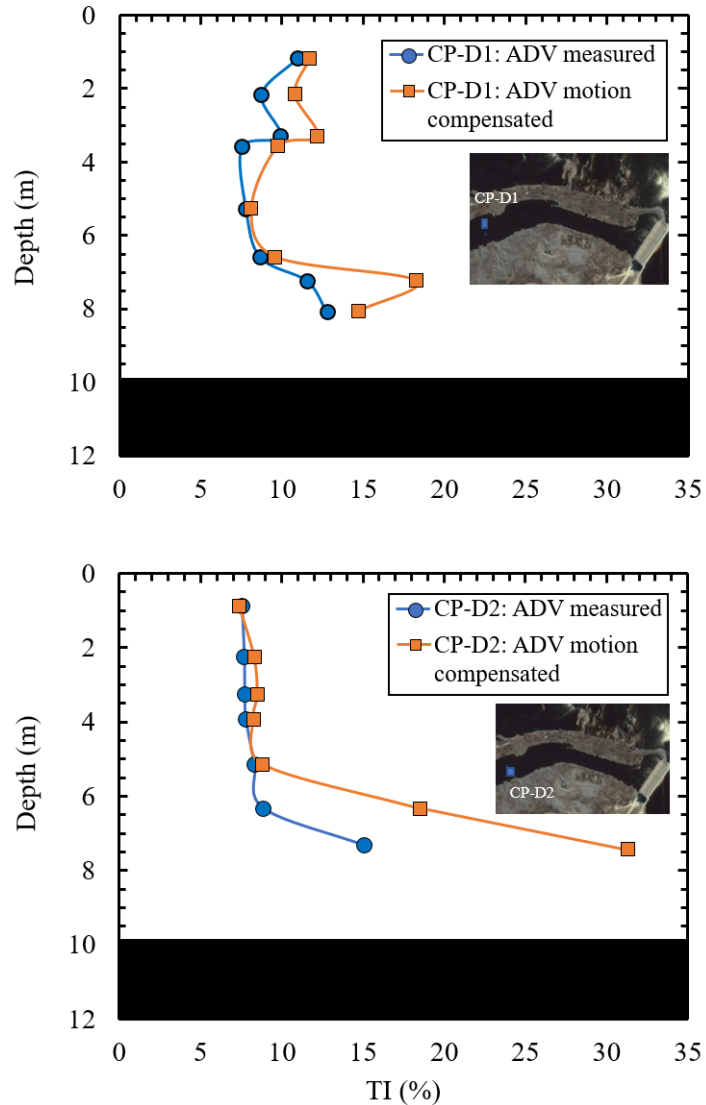 0
2
4
6
8
10
12
Depth (m)
CP-D1: ADV measured
CP-D1: ADV motion
compensated
CP-D1
0 5 10 15 20 25 30 35
0
2
4
6
8
10
12
Depth (m)
CP-D2: ADV measured
CP-D2: ADV motion
compensated
CP-D2
0 5 10 15 20 25 30 35
TI (%)